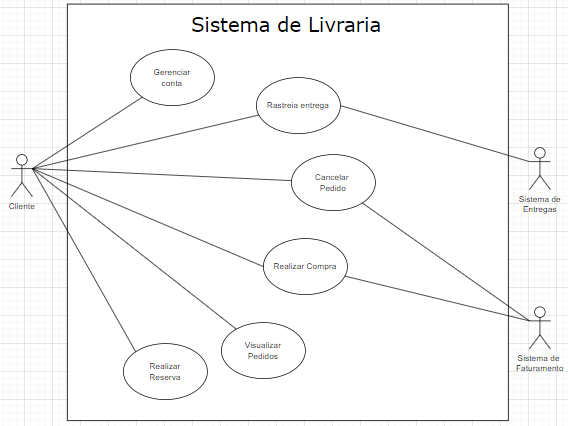 Sistema de Livraria
Gerenciar
conta
Rastreia entrega
Cancelar
Pedido
Cliente
Sistema de
Entregas
Realizar Compra
Visualizar
Pedidos
Realizar
Reserva
Sistema de
Faturamento